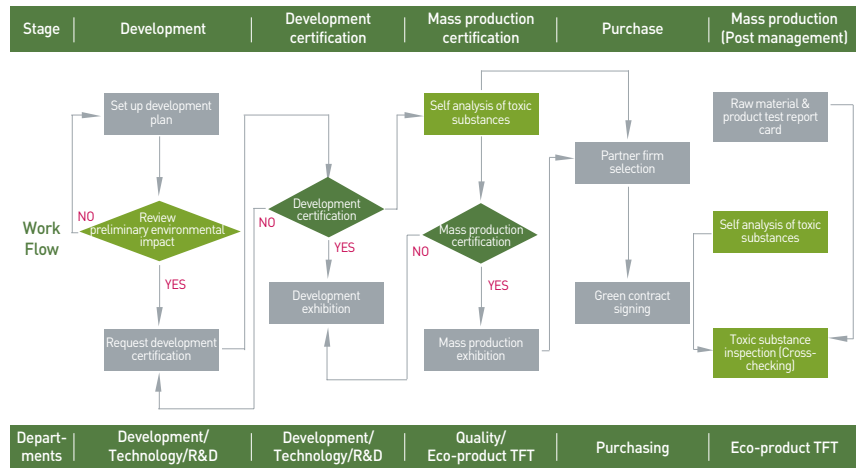 Stage
Development
Development
certification
Mass production
certification
Purchase
Mass production
(Post management)
Work
Flow
Set up development
plan
NO
Review
preliminary environmental
impact
YES
Request development
certification
Development
certification
NO
YES
Development
exhibition
Self analysis of toxic
substances
Mass production
certification
NO
YES
Mass production
exhibition
Partner firm
selection
Green contract
signing
Raw material &
product test report
card
Self analysis of toxic
substances
Toxic substance
inspection (Cross-
checking)
Depart-
ments
Development/
Technology/R&D
Development/
Technology/R&D
Quality/
Eco-product TFT
Purchasing
Eco-product TFT